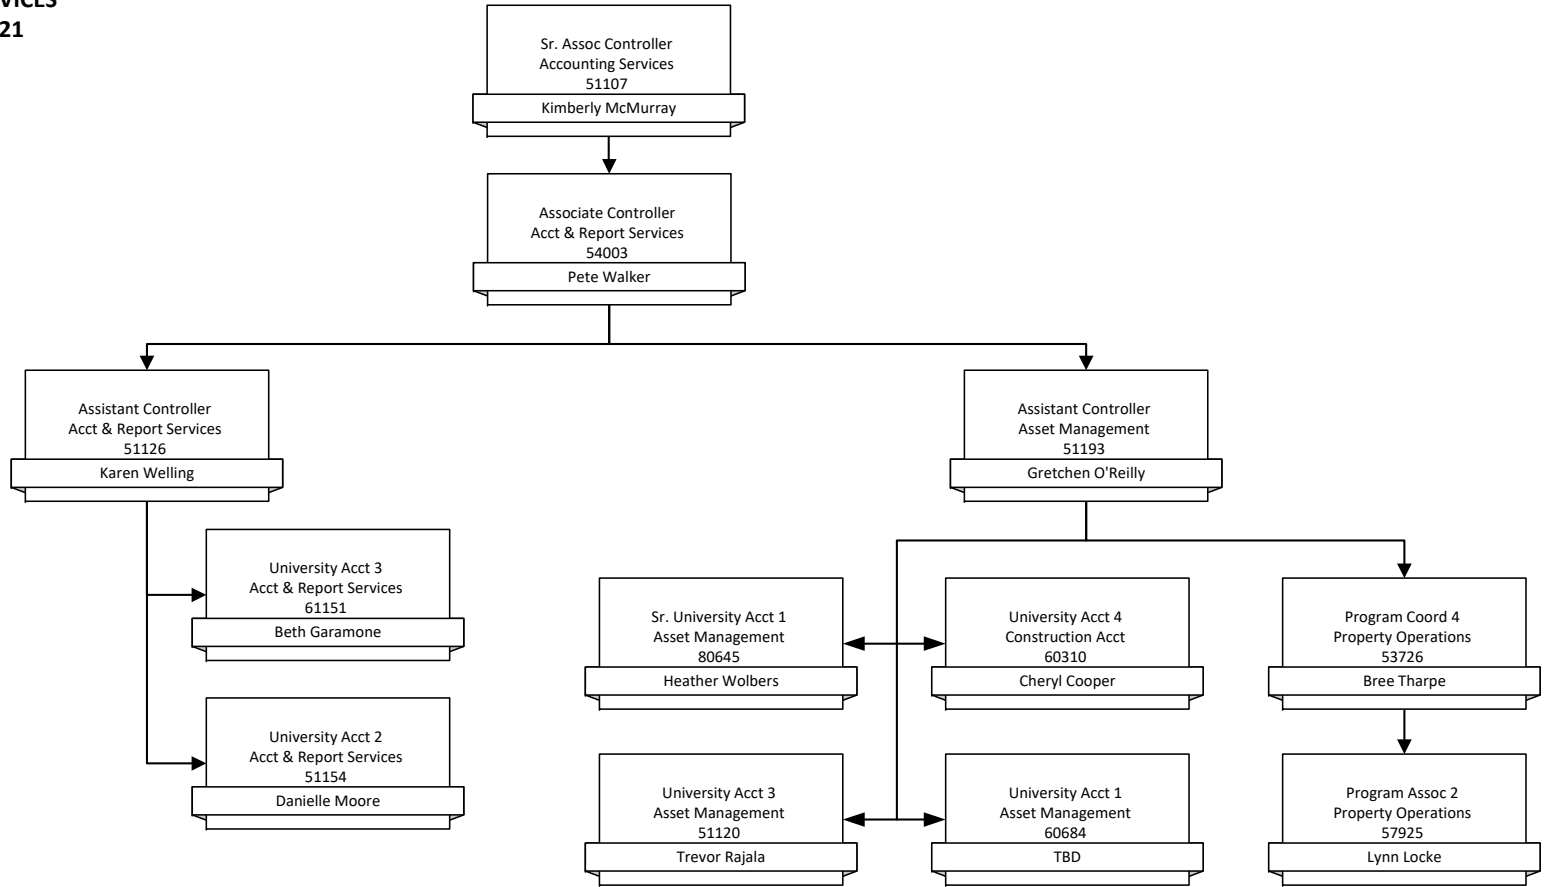 VICES
21
Sr. Assoc Controller
Accounting Services
51107
Kimberly McMurray
Associate Controller
Acct & Report Services
54003
Pete Walker
Assistant Controller
Acct & Report Services
51126
Karen Welling
Assistant Controller
Asset Management
51193
Gretchen O'Reilly
University Acct 3
Acct & Report Services
61151
Beth Garamone
University Acct 2
Acct & Report Services
51154
Danielle Moore
Sr. University Acct 1
Asset Management
80645
Heather Wolbers
University Acct 4
Construction Acct
60310
Cheryl Cooper
Program Coord 4
Property Operations
53726
Bree Tharpe
University Acct 3
Asset Management
51120
Trevor Rajala
University Acct 1
Asset Management
60684
TBD
Program Assoc 2
Property Operations
57925
Lynn Locke